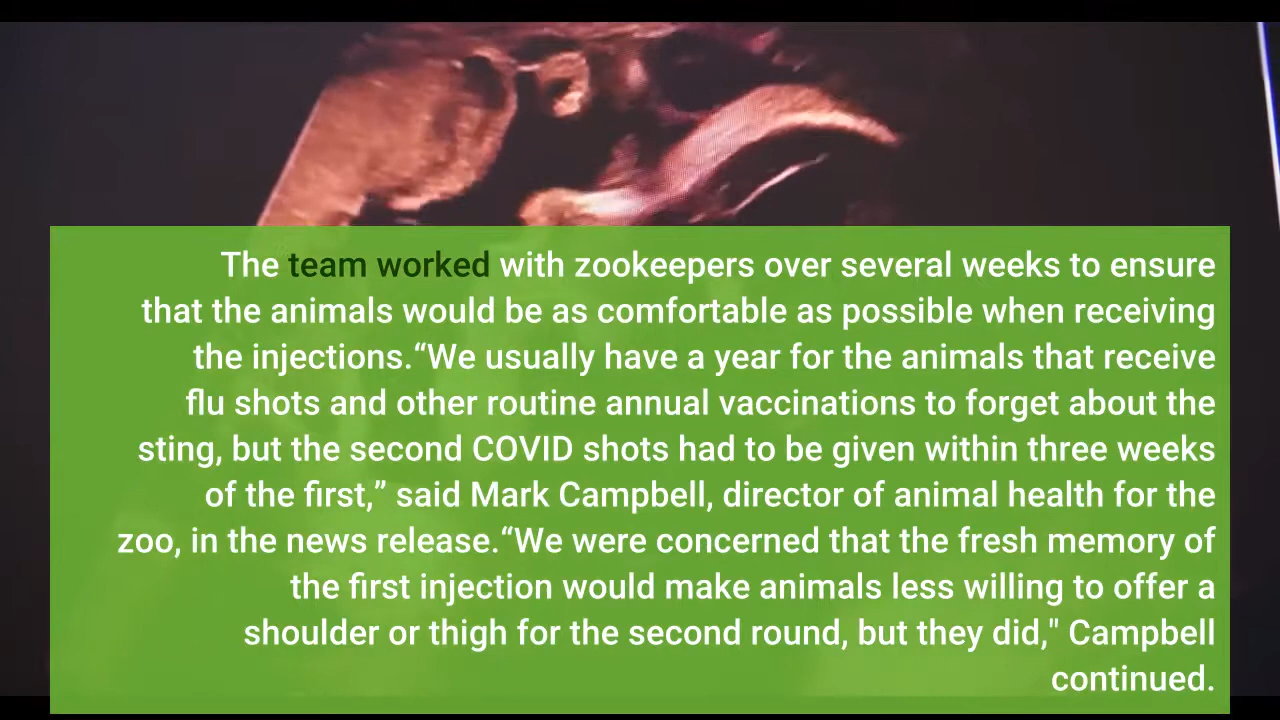 The team worked with zookeepers over several weeks to ensure
that the animals would be as comfortable as possible when receiving
the injections.“We usually have a year for the animals that receive
flu shots and other routine annual vaccinations to forget about the
sting, but the second COVID shots had to be given within three weeks
of the first,” said Mark Campbell, director of animal health for the
zoo, in the news release.“We were concerned that the fresh memory of
the first injection would make animals less willing to offer a
shoulder or thigh for the second round, but they did," Campbell
continued.